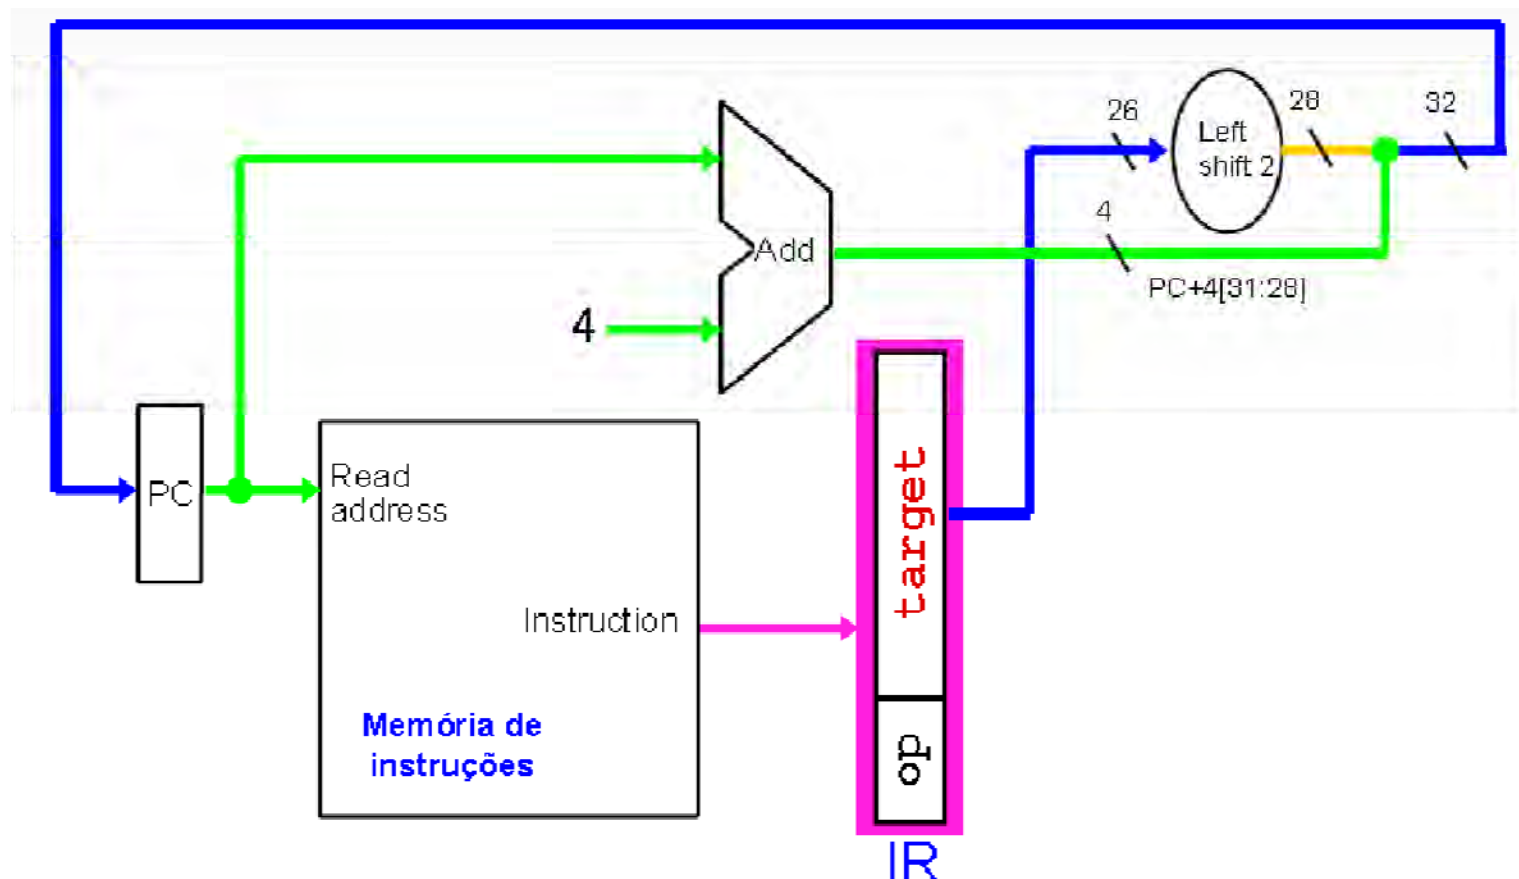 26
28
32
Left
shift 2
4
Add
PC+4[31:28]
4
PC
Read
address
Instruction
Memória de
instruções
target
op
IR